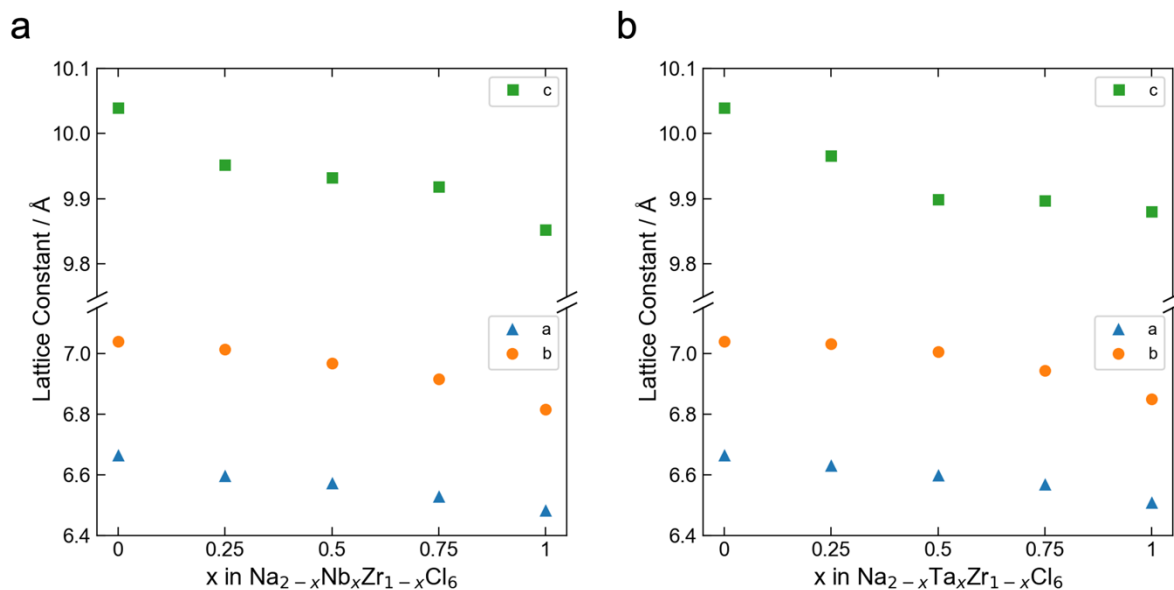 a
10.1
10.0
9.9
9.8
7.0
6.8
6.6
6.4
Lattice Constant / Å
c
a
b
0 0.25 0.5 0.75 1
x in Na₂₋ₓNbₓZr₁₋ₓCl₆
b
10.1
10.0
9.9
9.8
7.0
6.8
6.6
6.4
Lattice Constant / Å
c
a
b
0 0.25 0.5 0.75 1
x in Na₂₋ₓTaₓZr₁₋ₓCl₆